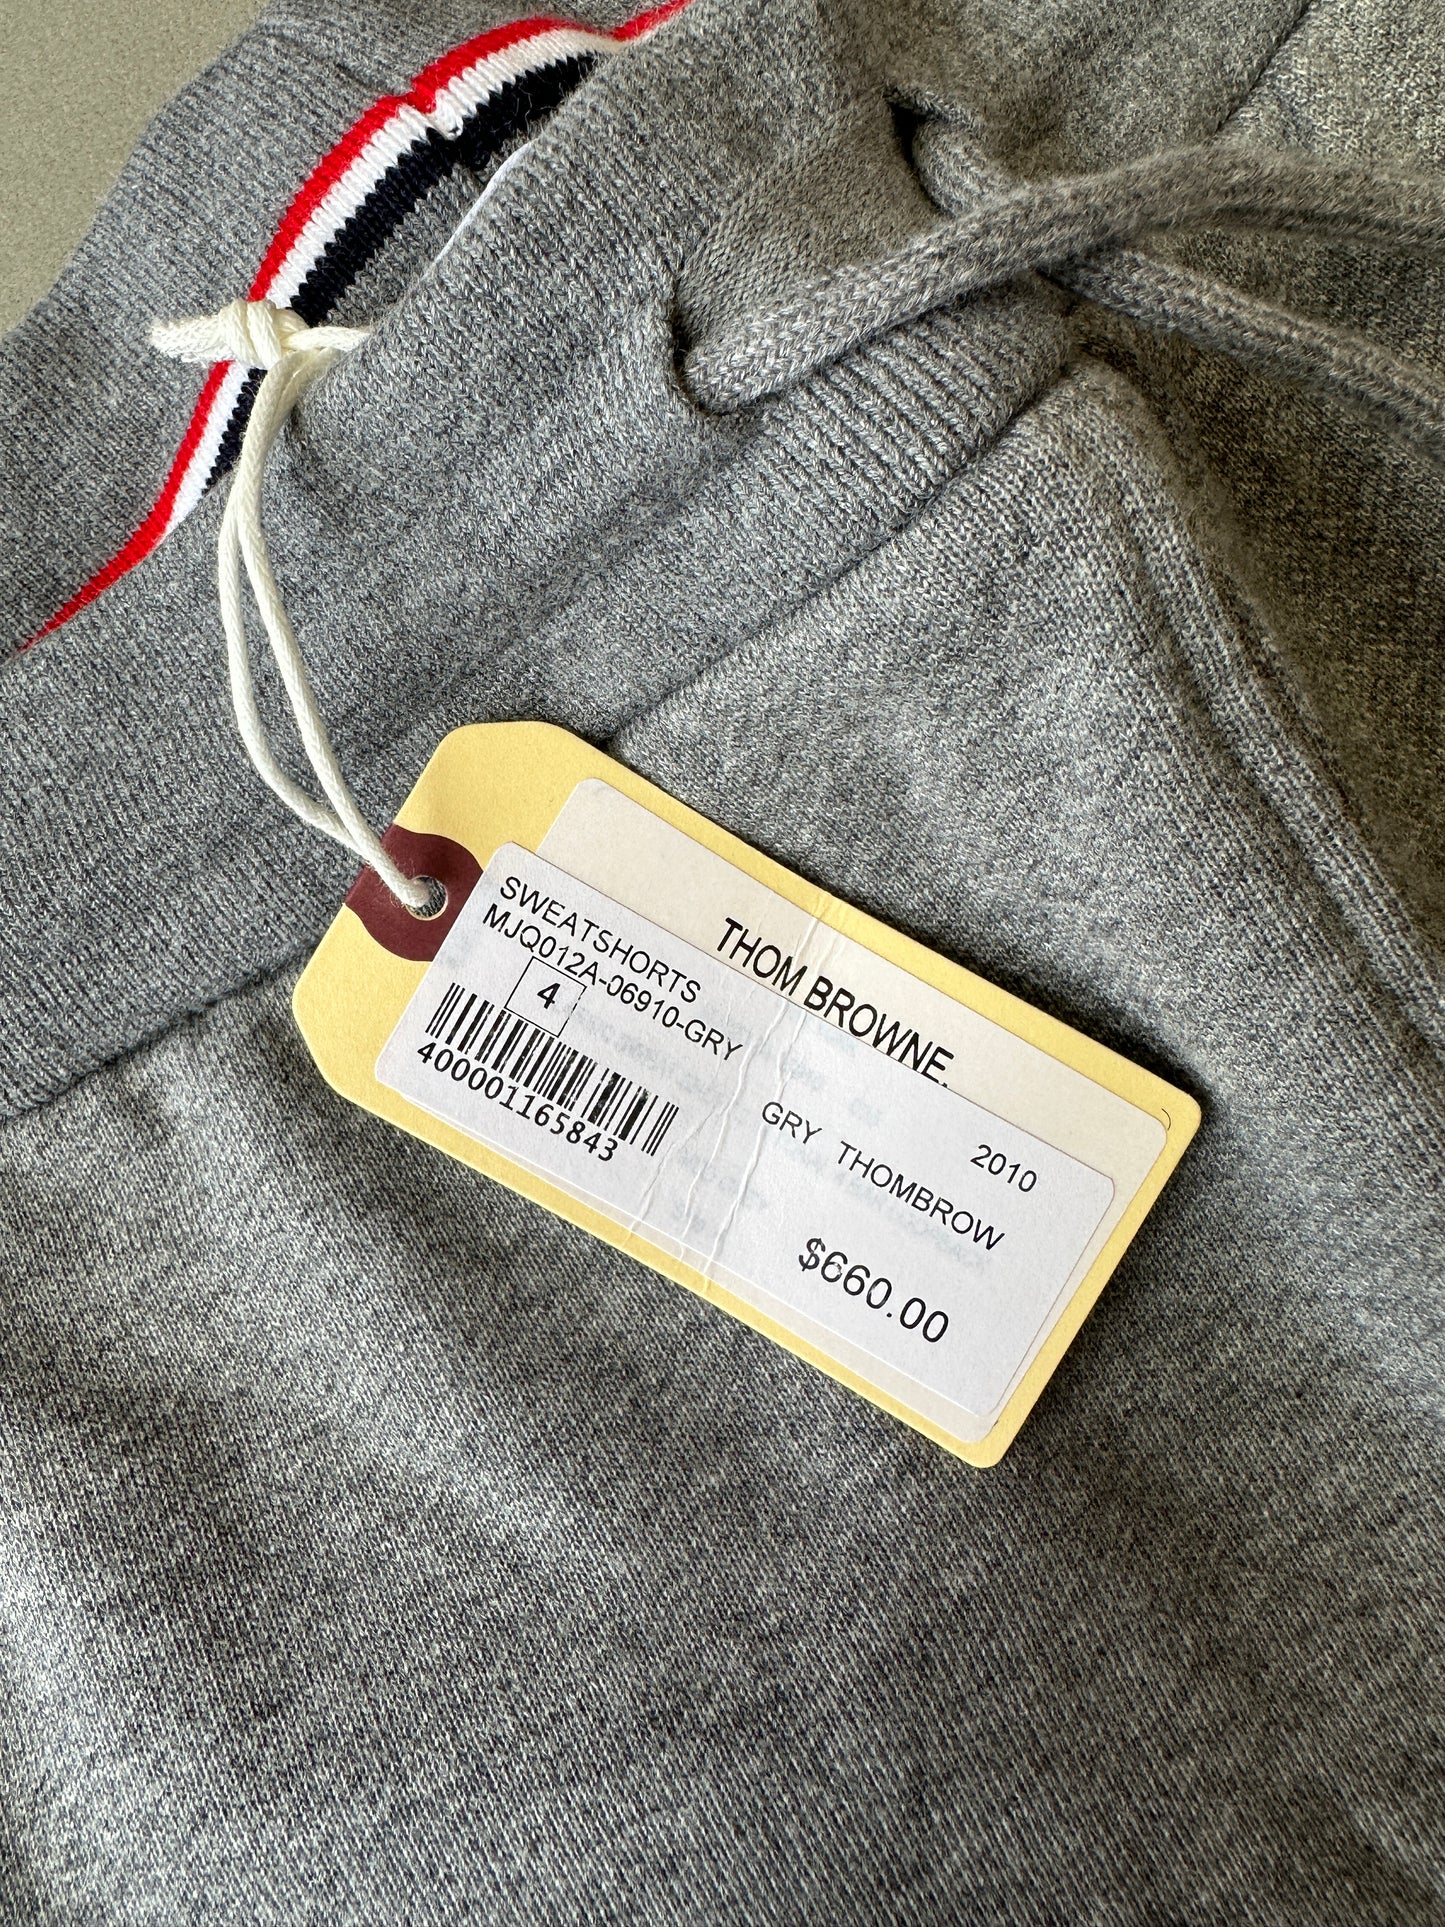 THOM BROWNE.
SWEATSHORTS
MJQ012A-06910-GRY
4
400001165843
2010
GRY THOMBROW
$660.00